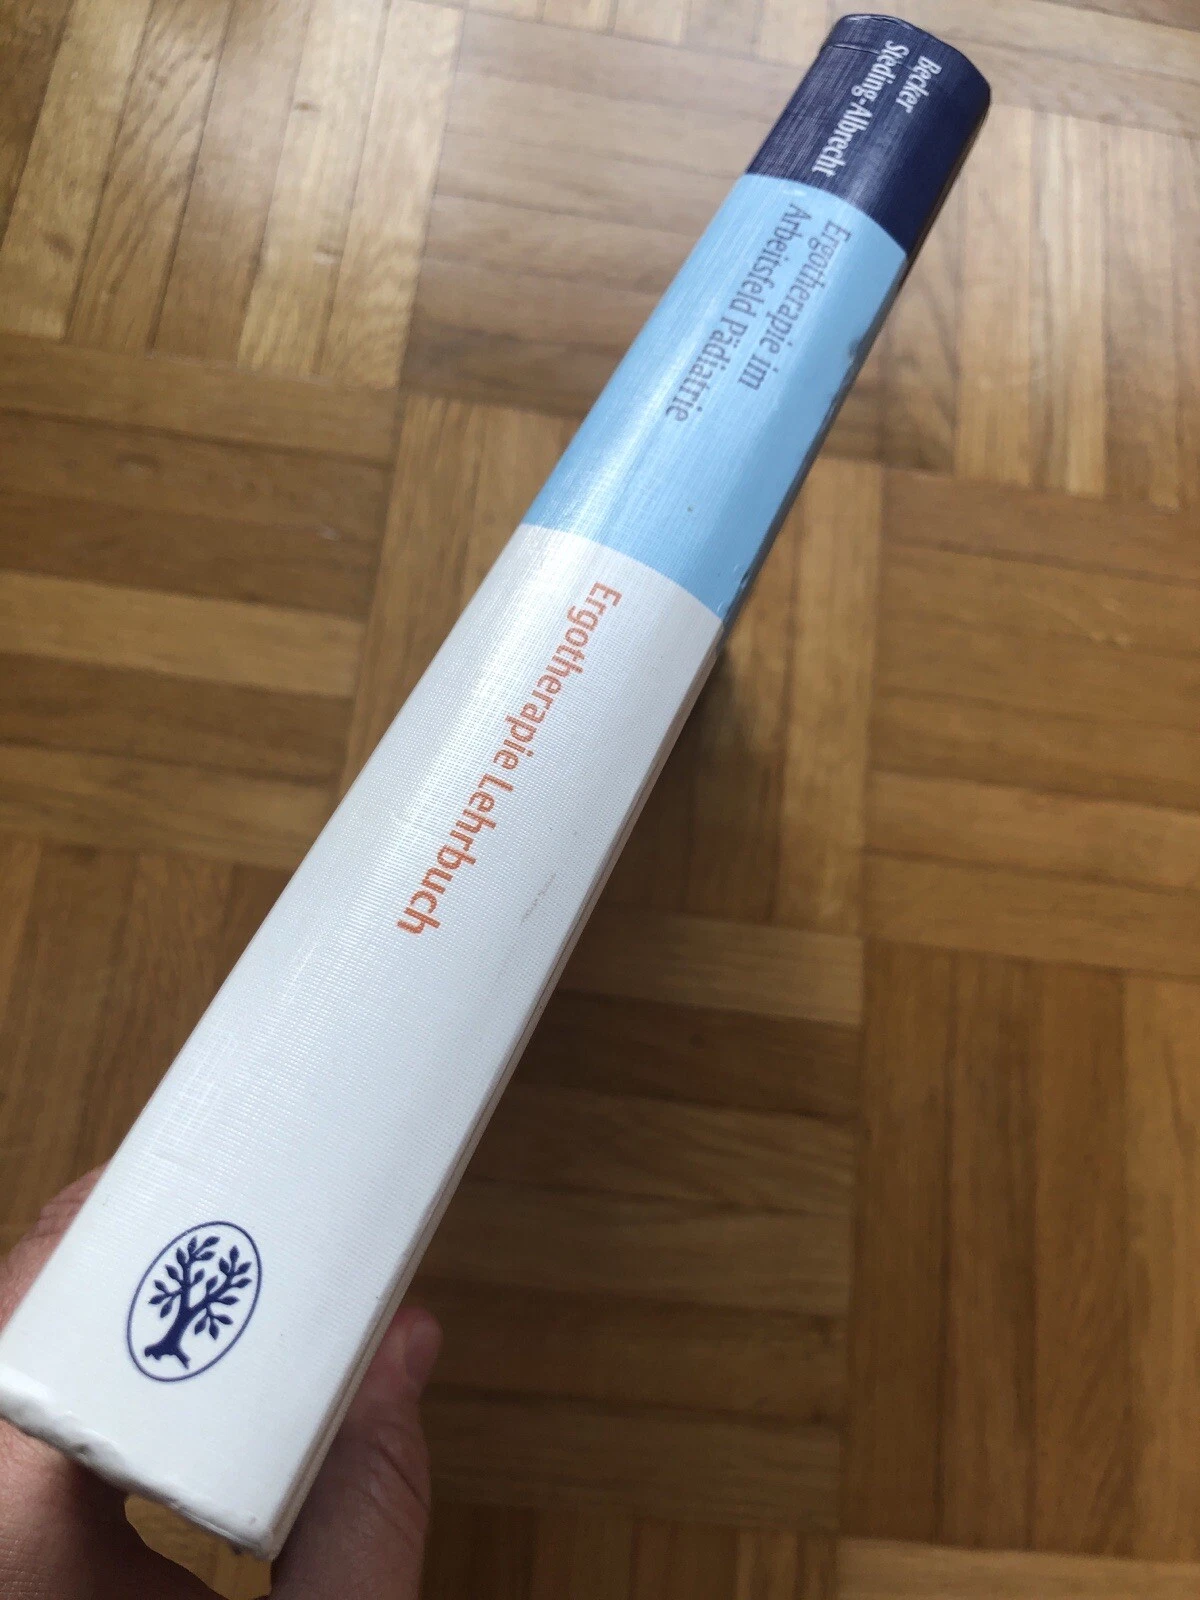 Becker
Steding-Albrecht
Ergotherapie im
Arbeitsfeld Pädiatrie
Ergotherapie Lehrbuch